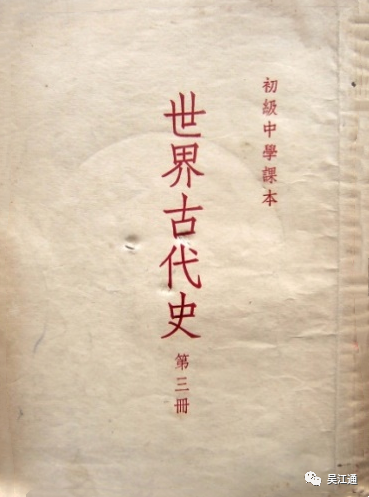 初級中學課本
世界古代史
第三冊
吴江通